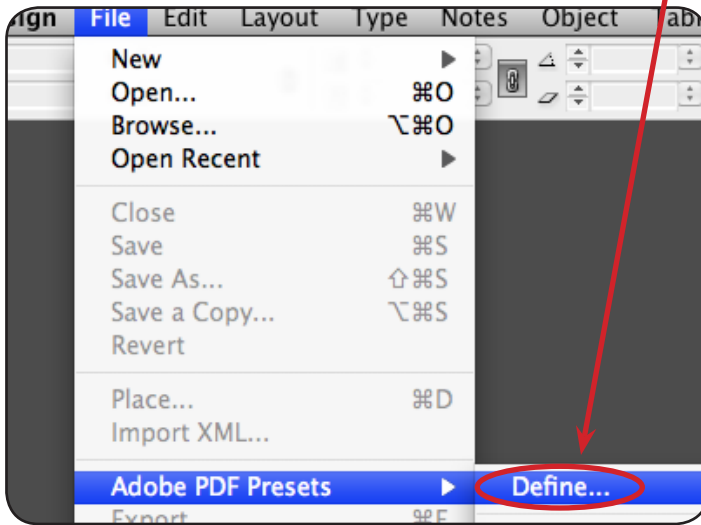 File Edit Layout Type Notes Object
New ▶
Open... ⌘O
Browse... ⌥⌘O
Open Recent ▶
Close ⌘W
Save ⌘S
Save As... ⇧⌘S
Save a Copy... ⌥⌘S
Revert
Place... ⌘D
Import XML...
Adobe PDF Presets ▶ Define...
Export ⌘E